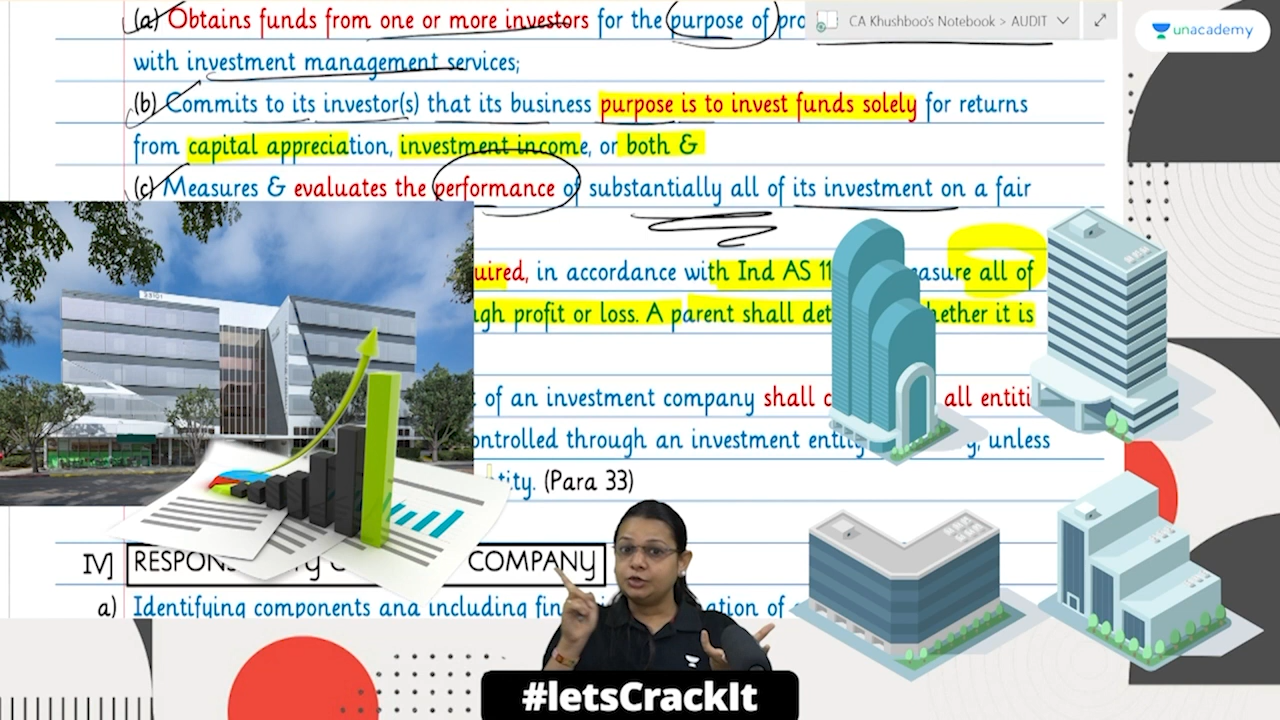 (a) Obtains funds from one or more investors for the purpose of pro
CA Khushboo's Notebook > AUDIT
unacademy
with investment management services;
(b) Commits to its investor(s) that its business purpose is to invest funds solely for returns
from capital appreciation, investment income, or both &
(c) Measures & evaluates the performance of substantially all of its investment on a fair
uired, in accordance with Ind AS 11 asure all of
gh profit or loss. A parent shall det hether it is
of an investment company shall c all entiti
ontrolled through an investment entity y, unless
tity. (Para 33)
IV] RESPONS Y COMPANY
a) Identifying components and including fin ation of
#letsCrackIt